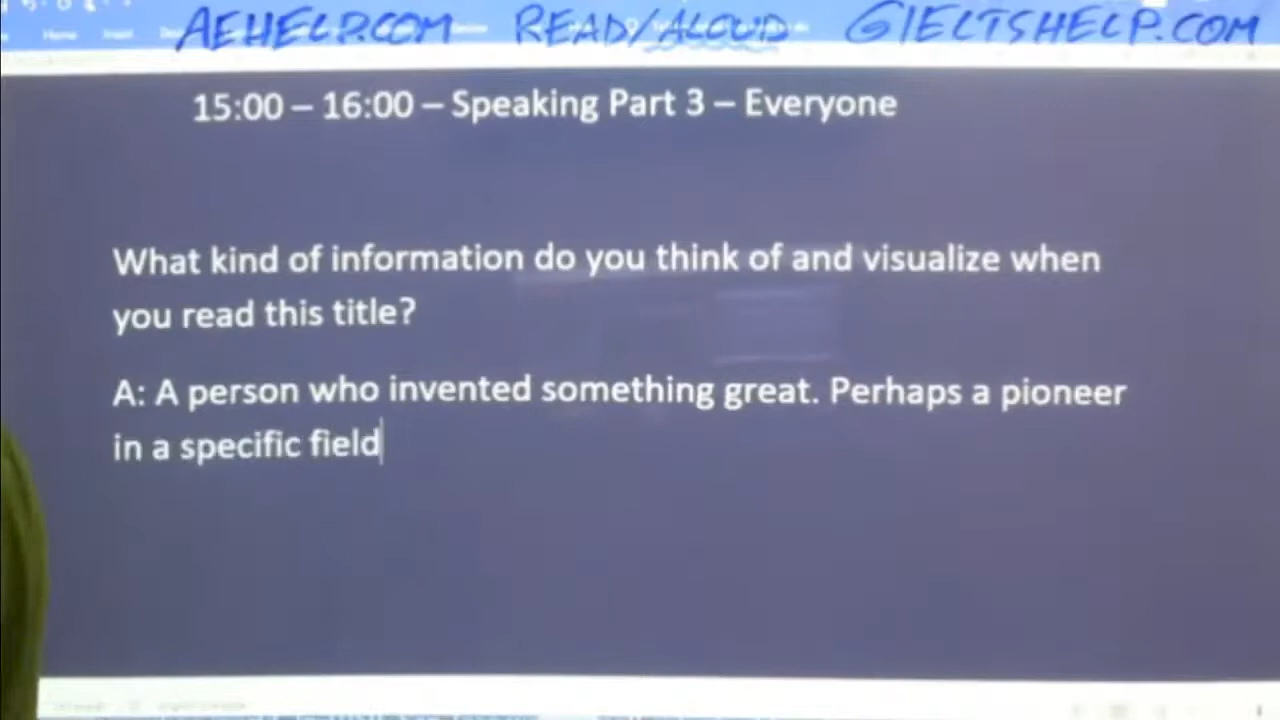 AEHELP.COM READ/ALOUD GIELTSHELP.COM
Home Insert
15:00 – 16:00 – Speaking Part 3 – Everyone
What kind of information do you think of and visualize when
you read this title?
A: A person who invented something great. Perhaps a pioneer
in a specific field